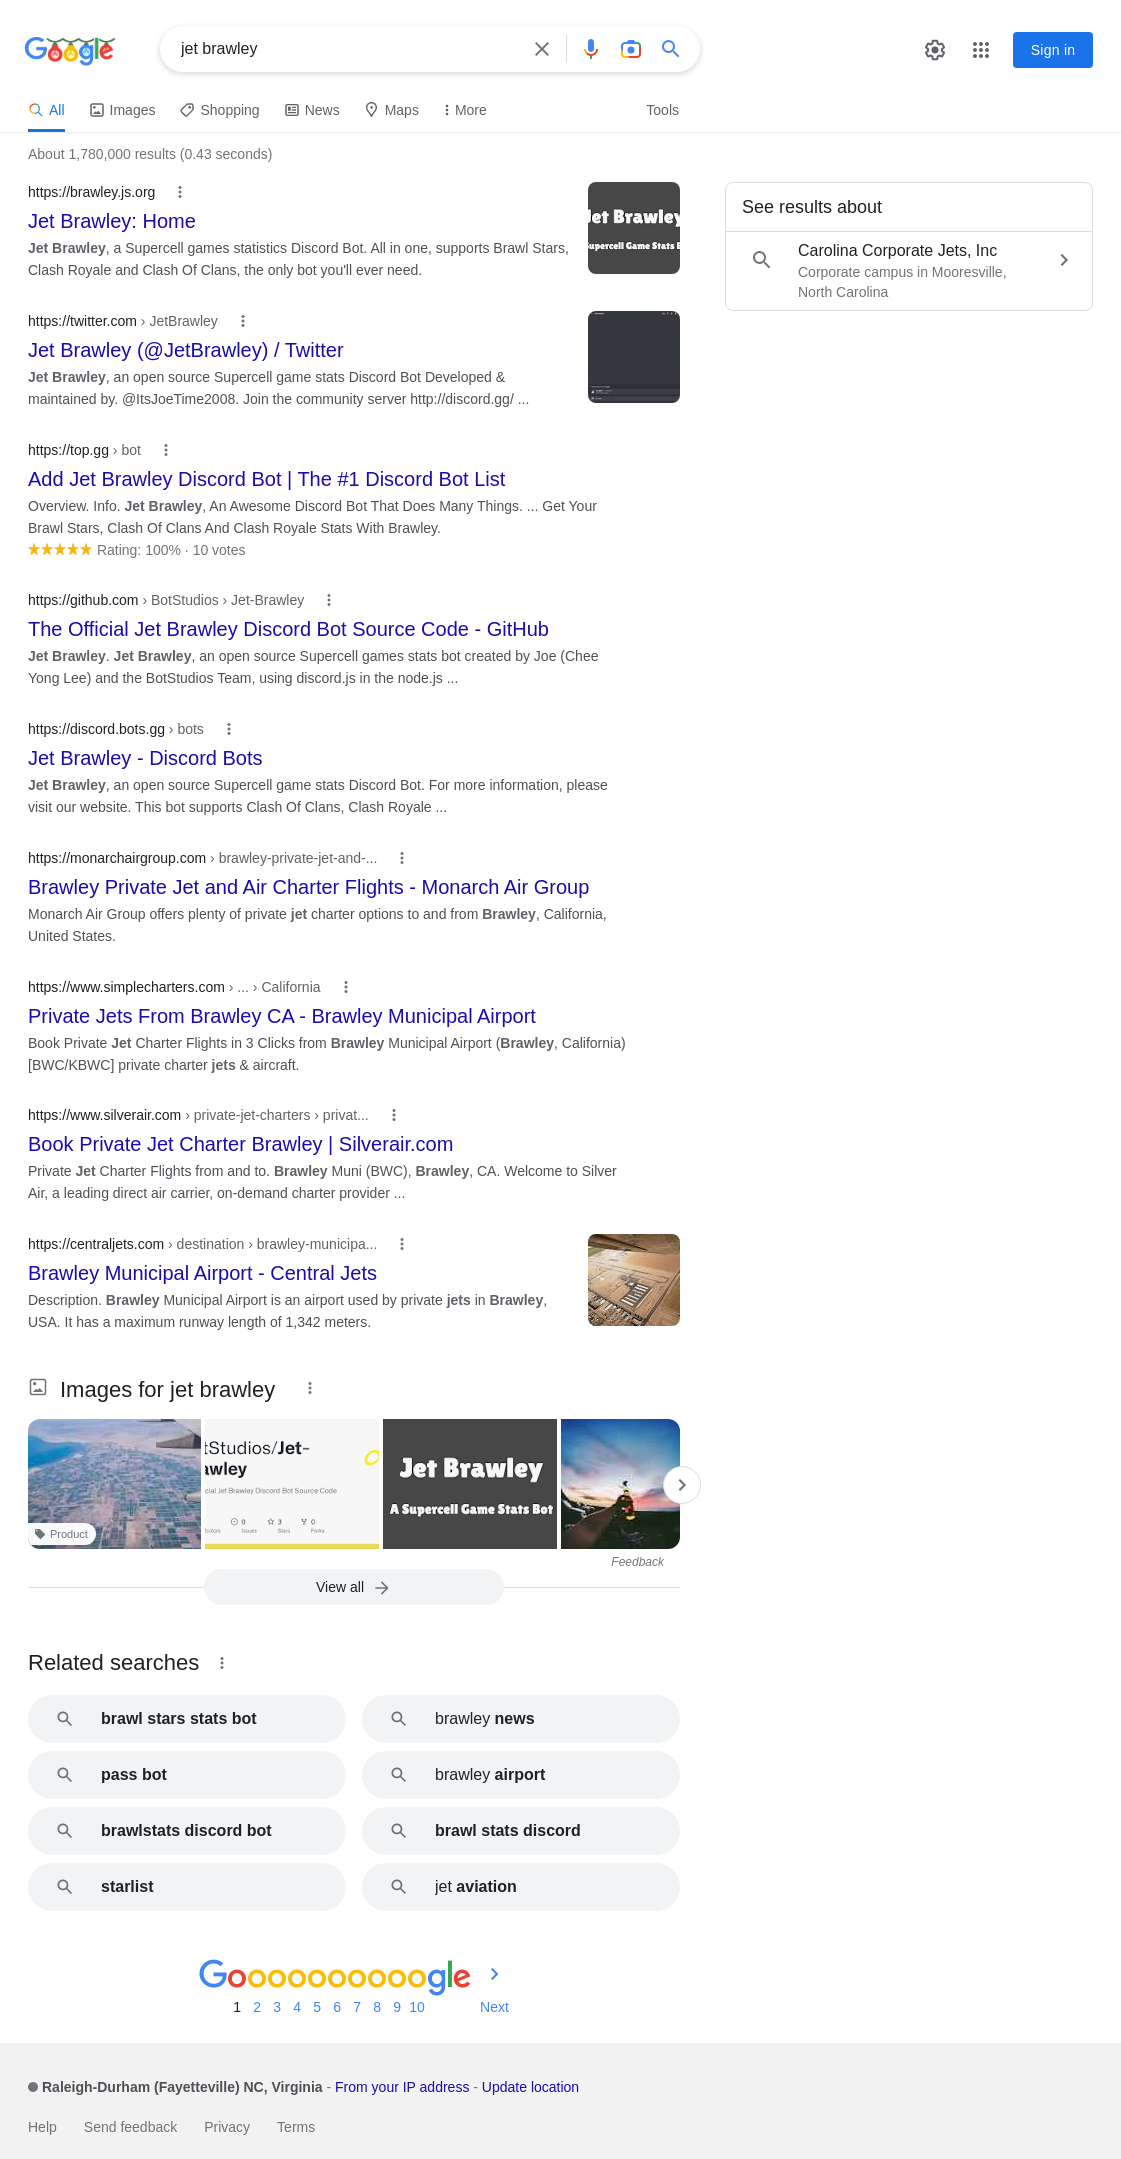 Google
jet brawley
Sign in
All
Images
Shopping
News
Maps
More
Tools
About 1,780,000 results (0.43 seconds)
https://brawley.js.org
Jet Brawley: Home
Jet Brawley, a Supercell games statistics Discord Bot. All in one, supports Brawl Stars,
Clash Royale and Clash Of Clans, the only bot you'll ever need.
Jet Brawley
Supercell Game Stats B
See results about
Carolina Corporate Jets, Inc
Corporate campus in Mooresville,
North Carolina
https://twitter.com › JetBrawley
Jet Brawley (@JetBrawley) / Twitter
Jet Brawley, an open source Supercell game stats Discord Bot Developed &
maintained by. @ItsJoeTime2008. Join the community server http://discord.gg/ ...
https://top.gg › bot
Add Jet Brawley Discord Bot | The #1 Discord Bot List
Overview. Info. Jet Brawley, An Awesome Discord Bot That Does Many Things. ... Get Your
Brawl Stars, Clash Of Clans And Clash Royale Stats With Brawley.
Rating: 100% · 10 votes
https://github.com › BotStudios › Jet-Brawley
The Official Jet Brawley Discord Bot Source Code - GitHub
Jet Brawley. Jet Brawley, an open source Supercell games stats bot created by Joe (Chee
Yong Lee) and the BotStudios Team, using discord.js in the node.js ...
https://discord.bots.gg › bots
Jet Brawley - Discord Bots
Jet Brawley, an open source Supercell game stats Discord Bot. For more information, please
visit our website. This bot supports Clash Of Clans, Clash Royale ...
https://monarchairgroup.com › brawley-private-jet-and-...
Brawley Private Jet and Air Charter Flights - Monarch Air Group
Monarch Air Group offers plenty of private jet charter options to and from Brawley, California,
United States.
https://www.simplecharters.com › ... › California
Private Jets From Brawley CA - Brawley Municipal Airport
Book Private Jet Charter Flights in 3 Clicks from Brawley Municipal Airport (Brawley, California)
[BWC/KBWC] private charter jets & aircraft.
https://www.silverair.com › private-jet-charters › privat...
Book Private Jet Charter Brawley | Silverair.com
Private Jet Charter Flights from and to. Brawley Muni (BWC), Brawley, CA. Welcome to Silver
Air, a leading direct air carrier, on-demand charter provider ...
https://centraljets.com › destination › brawley-municipa...
Brawley Municipal Airport - Central Jets
Description. Brawley Municipal Airport is an airport used by private jets in Brawley,
USA. It has a maximum runway length of 1,342 meters.
Images for jet brawley
Product
tStudios/Jet-
awley
cial Jet Brawley Discord Bot Source Code
0 3 0
Issues Stars Forks
Jet Brawley
A Supercell Game Stats Bot
Feedback
View all
Related searches
brawl stars stats bot
brawley news
pass bot
brawley airport
brawlstats discord bot
brawl stats discord
starlist
jet aviation
Goooooooooogle
1 2 3 4 5 6 7 8 9 10 Next
Raleigh-Durham (Fayetteville) NC, Virginia - From your IP address - Update location
Help Send feedback Privacy Terms